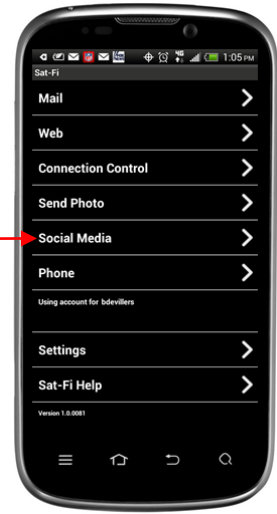 4G 1:05 PM
Sat-Fi
Mail
Web
Connection Control
Send Photo
Social Media
Phone
Using account for bdevillers
Settings
Sat-Fi Help
Version 1.0.0081